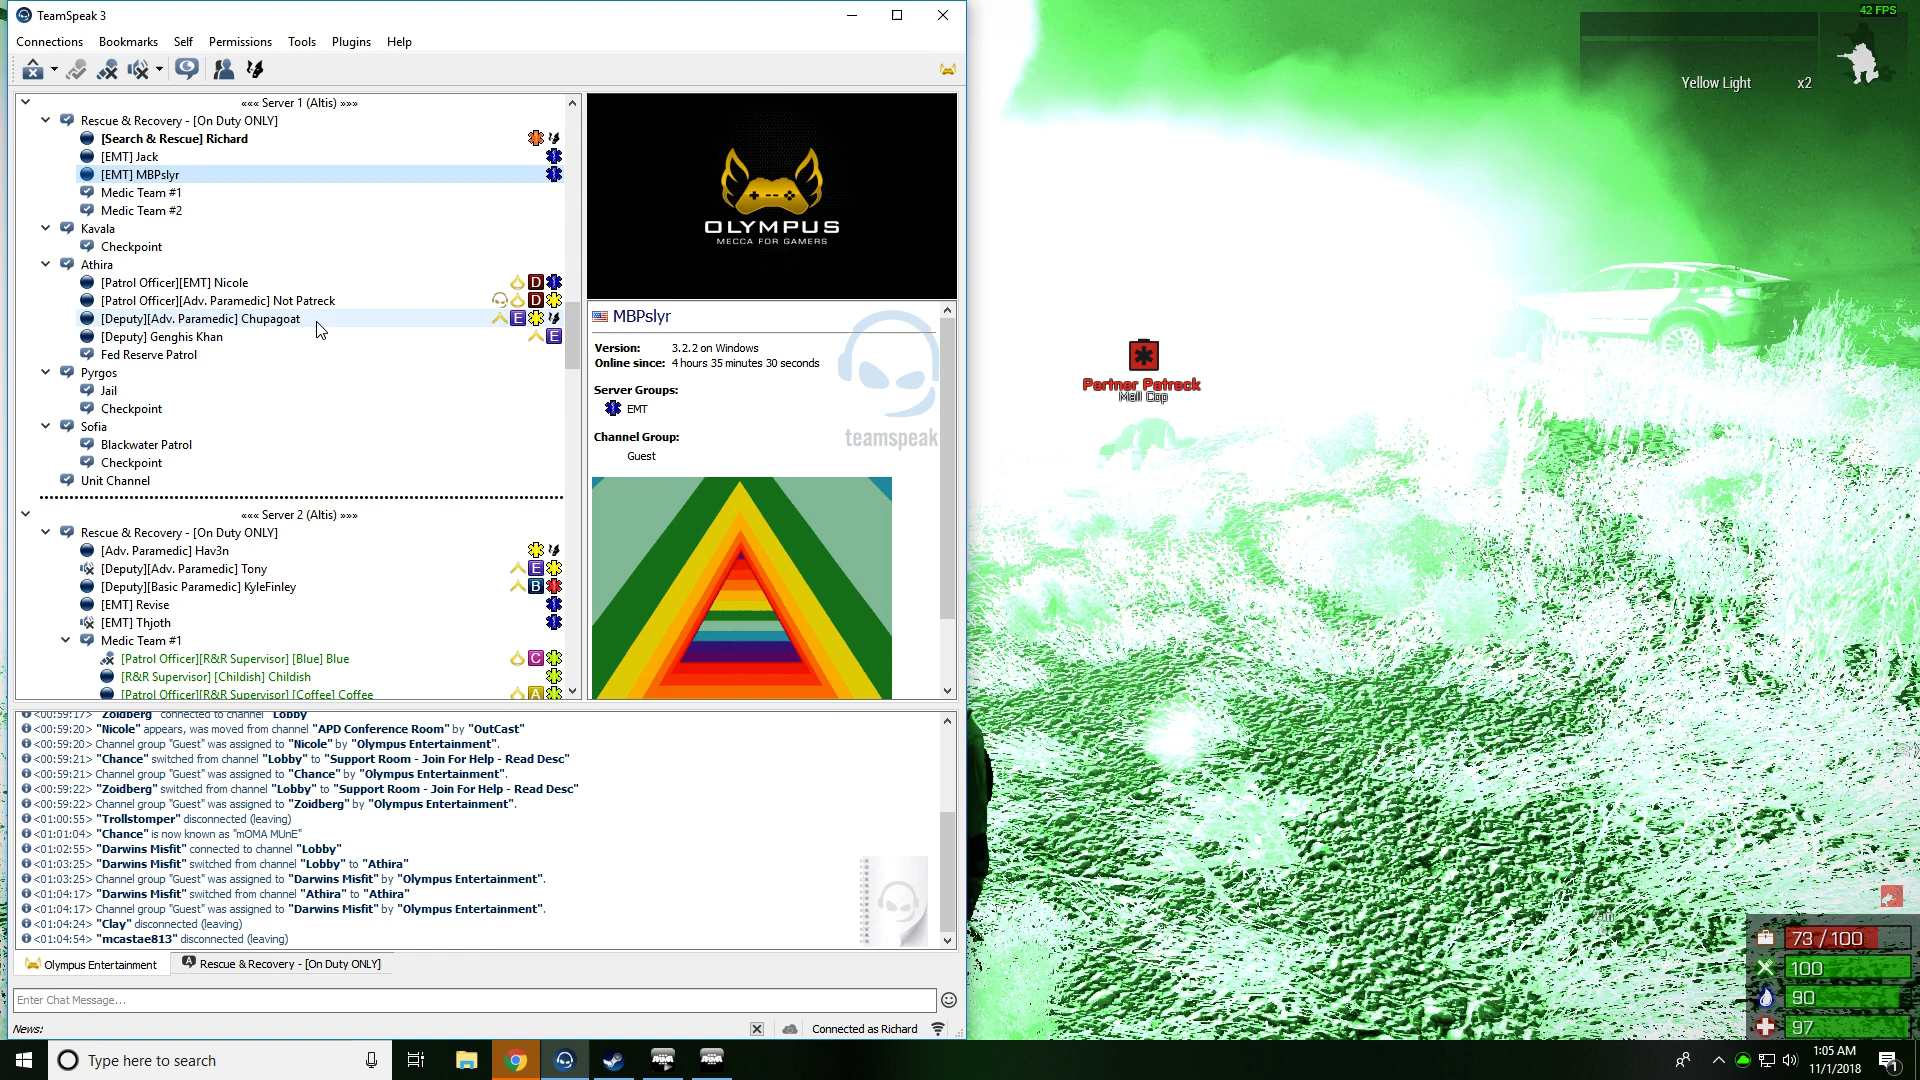 TeamSpeak 3
Connections Bookmarks Self Permissions Tools Plugins Help
««« Server 1 (Altis) »»»
Rescue & Recovery - [On Duty ONLY]
[Search & Rescue] Richard
[EMT] Jack
[EMT] MBPslyr
Medic Team #1
Medic Team #2
Kavala
Checkpoint
Athira
[Patrol Officer][EMT] Nicole
D
[Patrol Officer][Adv. Paramedic] Not Patreck
D
[Deputy][Adv. Paramedic] Chupagoat
E
[Deputy] Genghis Khan
E
Fed Reserve Patrol
Pyrgos
Jail
Checkpoint
Sofia
Blackwater Patrol
Checkpoint
Unit Channel
««« Server 2 (Altis) »»»
Rescue & Recovery - [On Duty ONLY]
[Adv. Paramedic] Hav3n
[Deputy][Adv. Paramedic] Tony
E
[Deputy][Basic Paramedic] KyleFinley
B
[EMT] Revise
[EMT] Thjoth
Medic Team #1
[Patrol Officer][R&R Supervisor] [Blue] Blue
C
[R&R Supervisor] [Childish] Childish
[Patrol Officer][R&R Supervisor] [Coffee] Coffee
A
OLYMPUS
MECCA FOR GAMERS
MBPslyr
Version: 3.2.2 on Windows
Online since: 4 hours 35 minutes 30 seconds
Server Groups:
EMT
Channel Group:
Guest
teamspeak
<00:59:17> "Zoidberg" connected to channel "Lobby"
<00:59:20> "Nicole" appears, was moved from channel "APD Conference Room" by "OutCast"
<00:59:20> Channel group "Guest" was assigned to "Nicole" by "Olympus Entertainment".
<00:59:21> "Chance" switched from channel "Lobby" to "Support Room - Join For Help - Read Desc"
<00:59:21> Channel group "Guest" was assigned to "Chance" by "Olympus Entertainment".
<00:59:22> "Zoidberg" switched from channel "Lobby" to "Support Room - Join For Help - Read Desc"
<00:59:22> Channel group "Guest" was assigned to "Zoidberg" by "Olympus Entertainment".
<01:00:55> "Trollstomper" disconnected (leaving)
<01:01:04> "Chance" is now known as "mOMA MUnE"
<01:02:55> "Darwins Misfit" connected to channel "Lobby"
<01:03:25> "Darwins Misfit" switched from channel "Lobby" to "Athira"
<01:03:25> Channel group "Guest" was assigned to "Darwins Misfit" by "Olympus Entertainment".
<01:04:17> "Darwins Misfit" switched from channel "Athira" to "Athira"
<01:04:17> Channel group "Guest" was assigned to "Darwins Misfit" by "Olympus Entertainment".
<01:04:24> "Clay" disconnected (leaving)
<01:04:54> "mcastae813" disconnected (leaving)
Olympus Entertainment
Rescue & Recovery - [On Duty ONLY]
Enter Chat Message...
News:
Connected as Richard
42 FPS
Yellow Light x2
Partner Patreck
Mall Cop
73 / 100
100
90
97
Type here to search
1:05 AM
11/1/2018
1